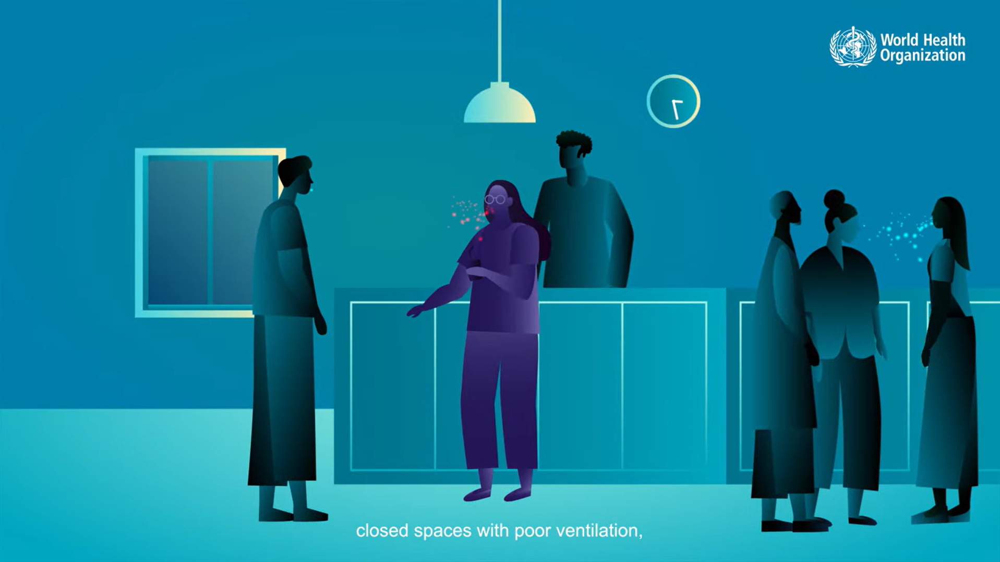 World Health
Organization
closed spaces with poor ventilation,